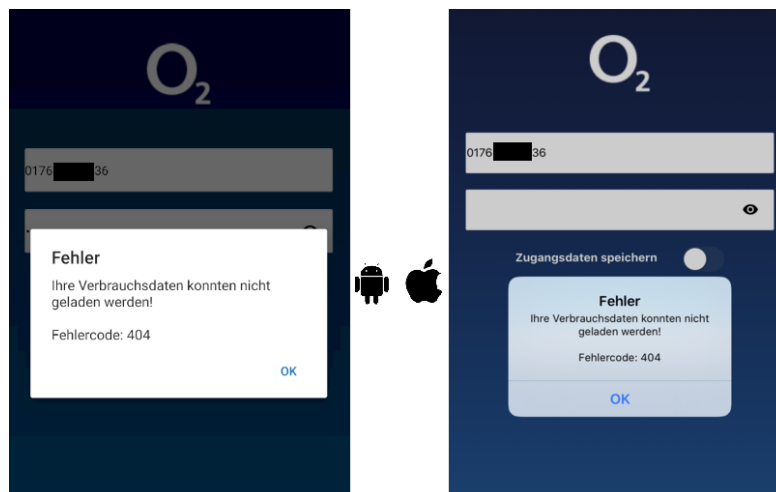 O2
0176 36
Fehler
Ihre Verbrauchsdaten konnten nicht
geladen werden!
Fehlercode: 404
OK
O2
0176 36
Zugangsdaten speichern
Fehler
Ihre Verbrauchsdaten konnten nicht
geladen werden!
Fehlercode: 404
OK